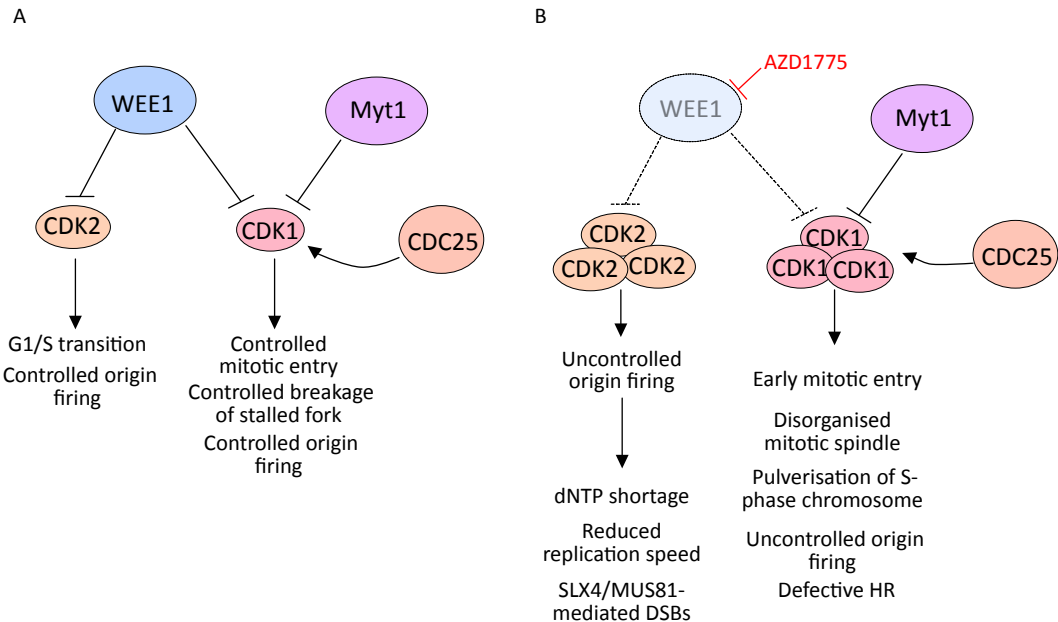 A
WEE1
Myt1
CDK2
CDK1
CDC25
G1/S transition
Controlled origin
firing
Controlled
mitotic entry
Controlled breakage
of stalled fork
Controlled origin
firing
B
AZD1775
WEE1
Myt1
CDK2
CDK2
CDK2
CDK1
CDK1
CDK1
CDC25
Uncontrolled
origin firing
dNTP shortage
Reduced
replication speed
SLX4/MUS81-
mediated DSBs
Early mitotic entry
Disorganised
mitotic spindle
Pulverisation of S-
phase chromosome
Uncontrolled origin
firing
Defective HR